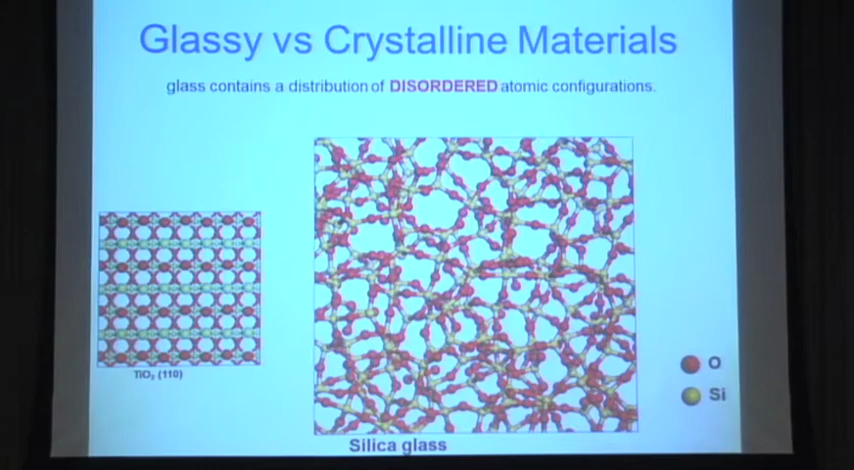 Glassy vs Crystalline Materials
glass contains a distribution of DISORDERED atomic configurations.
TiO₂ (110)
O
Si
Silica glass